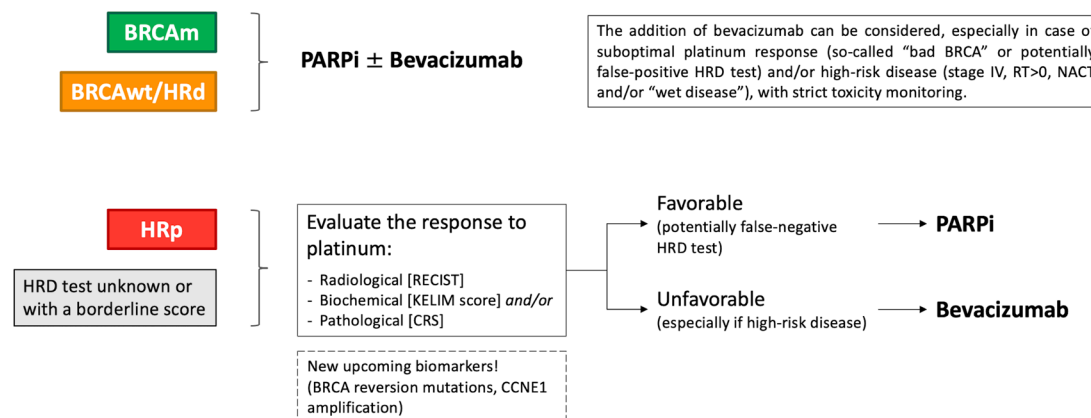 BRCAm
BRCAwt/HRd
PARPi ± Bevacizumab
The addition of bevacizumab can be considered, especially in case of
suboptimal platinum response (so-called “bad BRCA” or potentially
false-positive HRD test) and/or high-risk disease (stage IV, RT>0, NACT
and/or “wet disease”), with strict toxicity monitoring.
HRp
HRD test unknown or
with a borderline score
Evaluate the response to
platinum:
- Radiological [RECIST]
- Biochemical [KELIM score] and/or
- Pathological [CRS]
New upcoming biomarkers!
(BRCA reversion mutations, CCNE1
amplification)
Favorable
(potentially false-negative
HRD test)
PARPi
Unfavorable
(especially if high-risk disease)
Bevacizumab